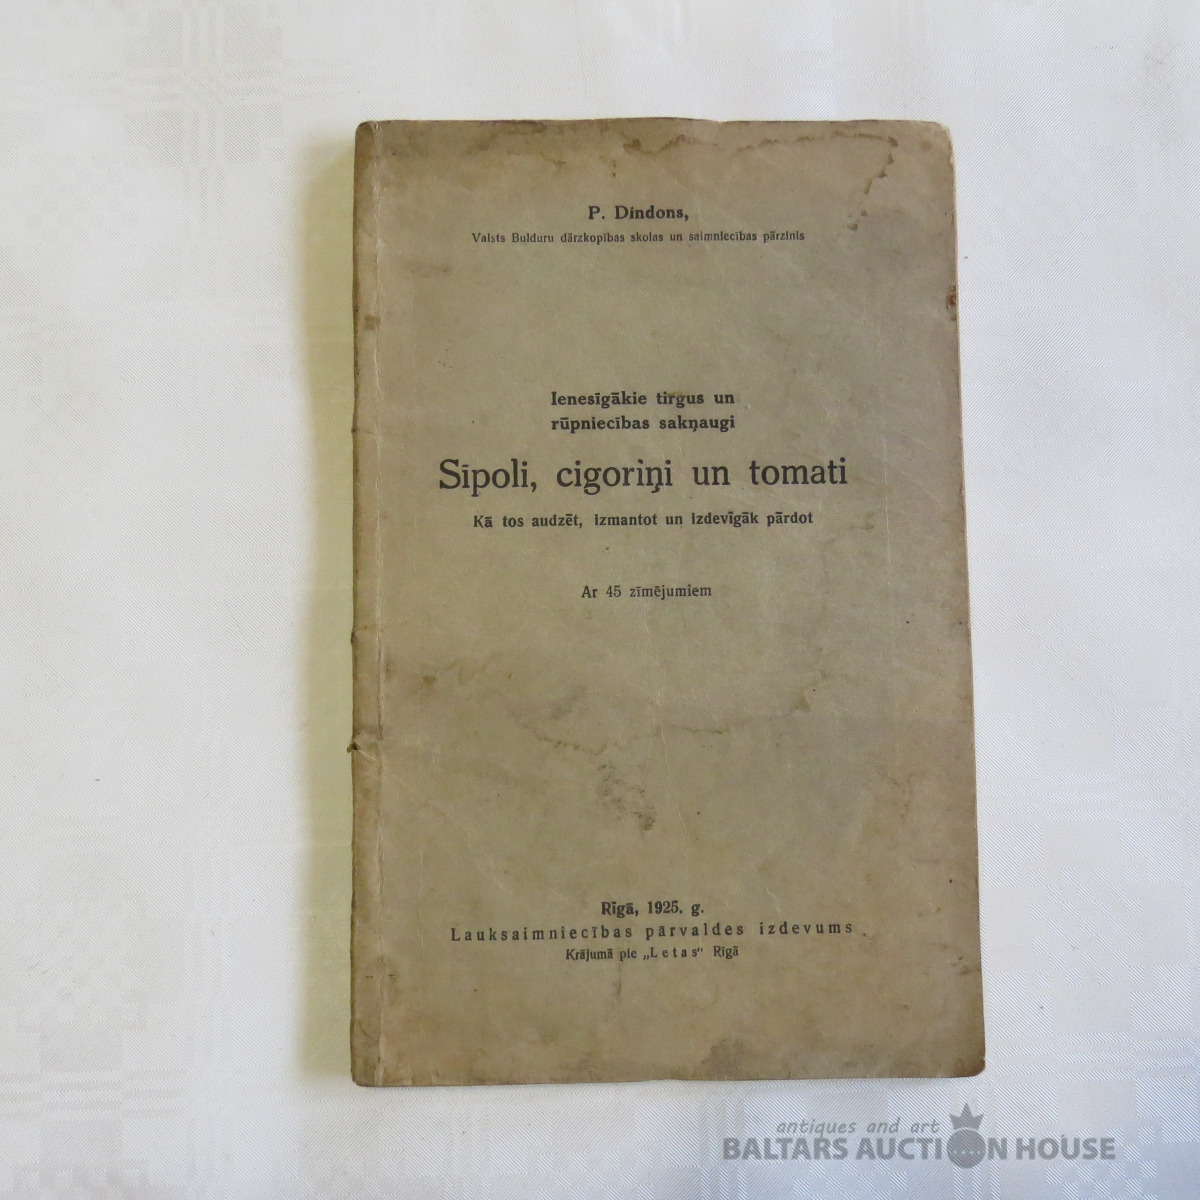 P. Dindons,
Valsts Bulduru dārzkopības skolas un saimniecības pārzinis
Ienesīgākie tirgus un
rūpniecības sakņaugi
Sīpoli, cigoriņi un tomati
Kā tos audzēt, izmantot un izdevīgāk pārdot
Ar 45 zīmējumiem
Rīgā, 1925. g.
Lauksaimniecības pārvaldes izdevums.
Krājumā pie „Letas“ Rīgā
antiques and art
BALTARS AUCTION HOUSE